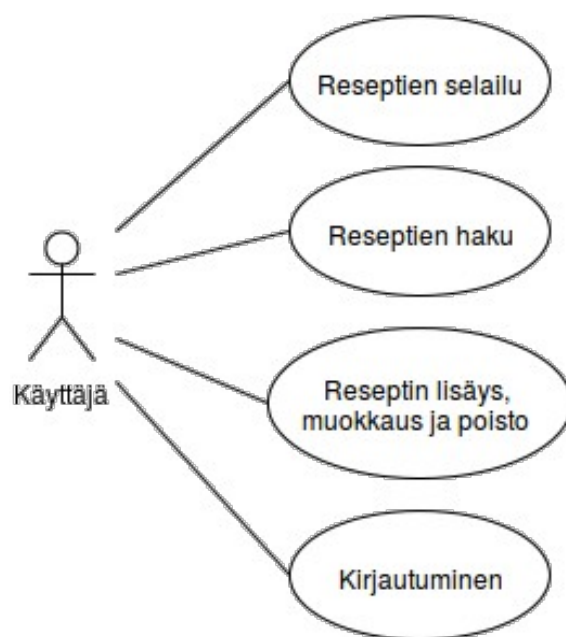 Reseptien selailu
Reseptien haku
Käyttäjä
Reseptin lisäys,
muokkaus ja poisto
Kirjautuminen